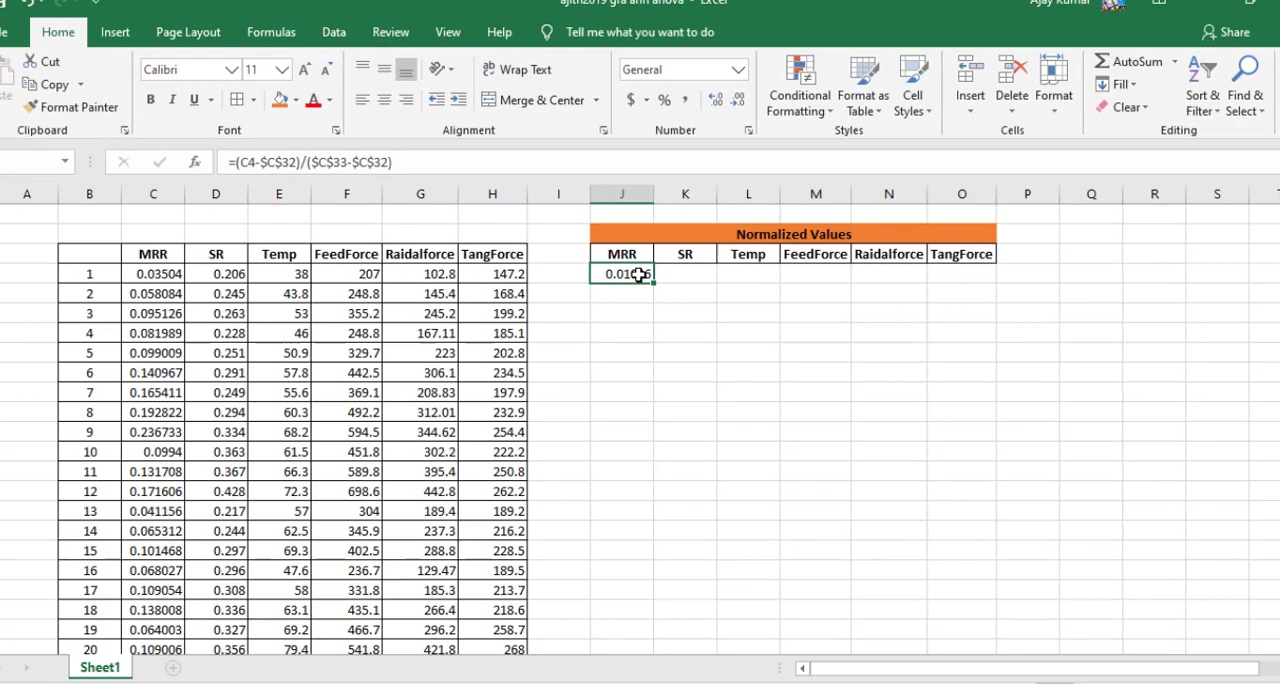 Ajay Kumar
Home Insert Page Layout Formulas Data Review View Help Tell me what you want to do Share
Cut
Copy
Format Painter
Clipboard
Calibri 11
B I U
Font
Wrap Text
Merge & Center
Alignment
General
$ % ,
Number
Conditional Formatting
Format as Table
Cell Styles
Styles
Insert Delete Format
Cells
AutoSum
Fill
Clear
Sort & Filter
Find & Select
Editing
fx =(C4-$C$32)/($C$33-$C$32)
A B C D E F G H I J K L M N O P Q R S
Normalized Values
MRR SR Temp FeedForce Raidalforce TangForce MRR SR Temp FeedForce Raidalforce TangForce
1 0.03504 0.206 38 207 102.8 147.2
2 0.058084 0.245 43.8 248.8 145.4 168.4
3 0.095126 0.263 53 355.2 245.2 199.2
4 0.081989 0.228 46 248.8 167.11 185.1
5 0.099009 0.251 50.9 329.7 223 202.8
6 0.140967 0.291 57.8 442.5 306.1 234.5
7 0.165411 0.249 55.6 369.1 208.83 197.9
8 0.192822 0.294 60.3 492.2 312.01 232.9
9 0.236733 0.334 68.2 594.5 344.62 254.4
10 0.0994 0.363 61.5 451.8 302.2 222.2
11 0.131708 0.367 66.3 589.8 395.4 250.8
12 0.171606 0.428 72.3 698.6 442.8 262.2
13 0.041156 0.217 57 304 189.4 189.2
14 0.065312 0.244 62.5 345.9 237.3 216.2
15 0.101468 0.297 69.3 402.5 288.8 228.5
16 0.068027 0.296 47.6 236.7 129.47 189.5
17 0.109054 0.308 58 331.8 185.3 213.7
18 0.138008 0.336 63.1 435.1 266.4 218.6
19 0.064003 0.327 69.2 466.7 296.2 258.7
20 0.109006 0.356 79.4 541.8 421.8 268
Sheet1